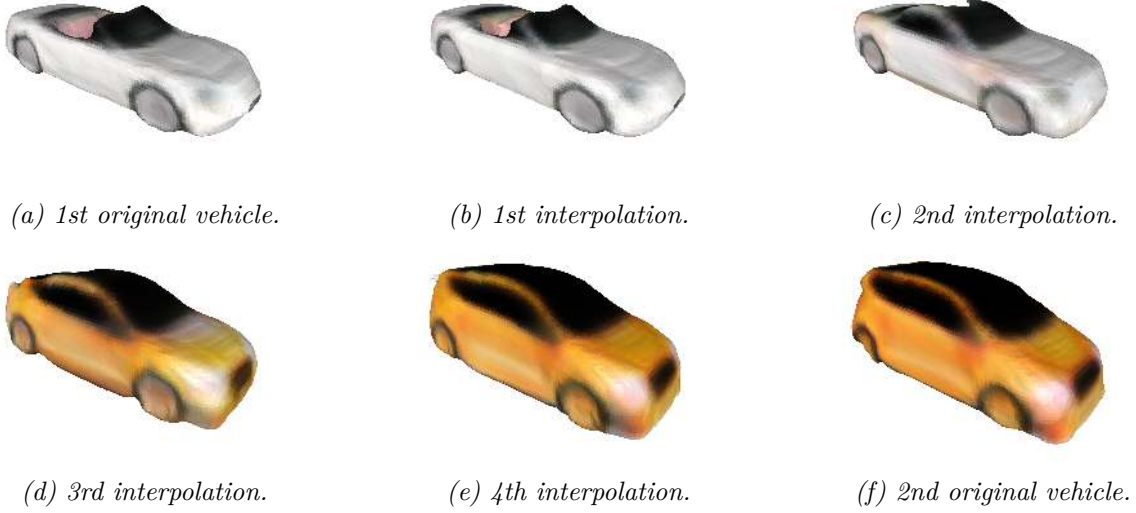 (a) 1st original vehicle.
(b) 1st interpolation.
(c) 2nd interpolation.
(d) 3rd interpolation.
(e) 4th interpolation.
(f) 2nd original vehicle.